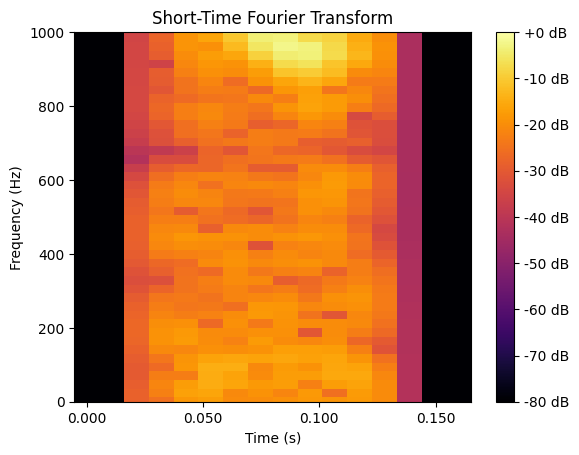 Short-Time Fourier Transform
1000
800
600
400
200
0
Frequency (Hz)
0.000
0.050
0.100
0.150
Time (s)
+0 dB
-10 dB
-20 dB
-30 dB
-40 dB
-50 dB
-60 dB
-70 dB
-80 dB